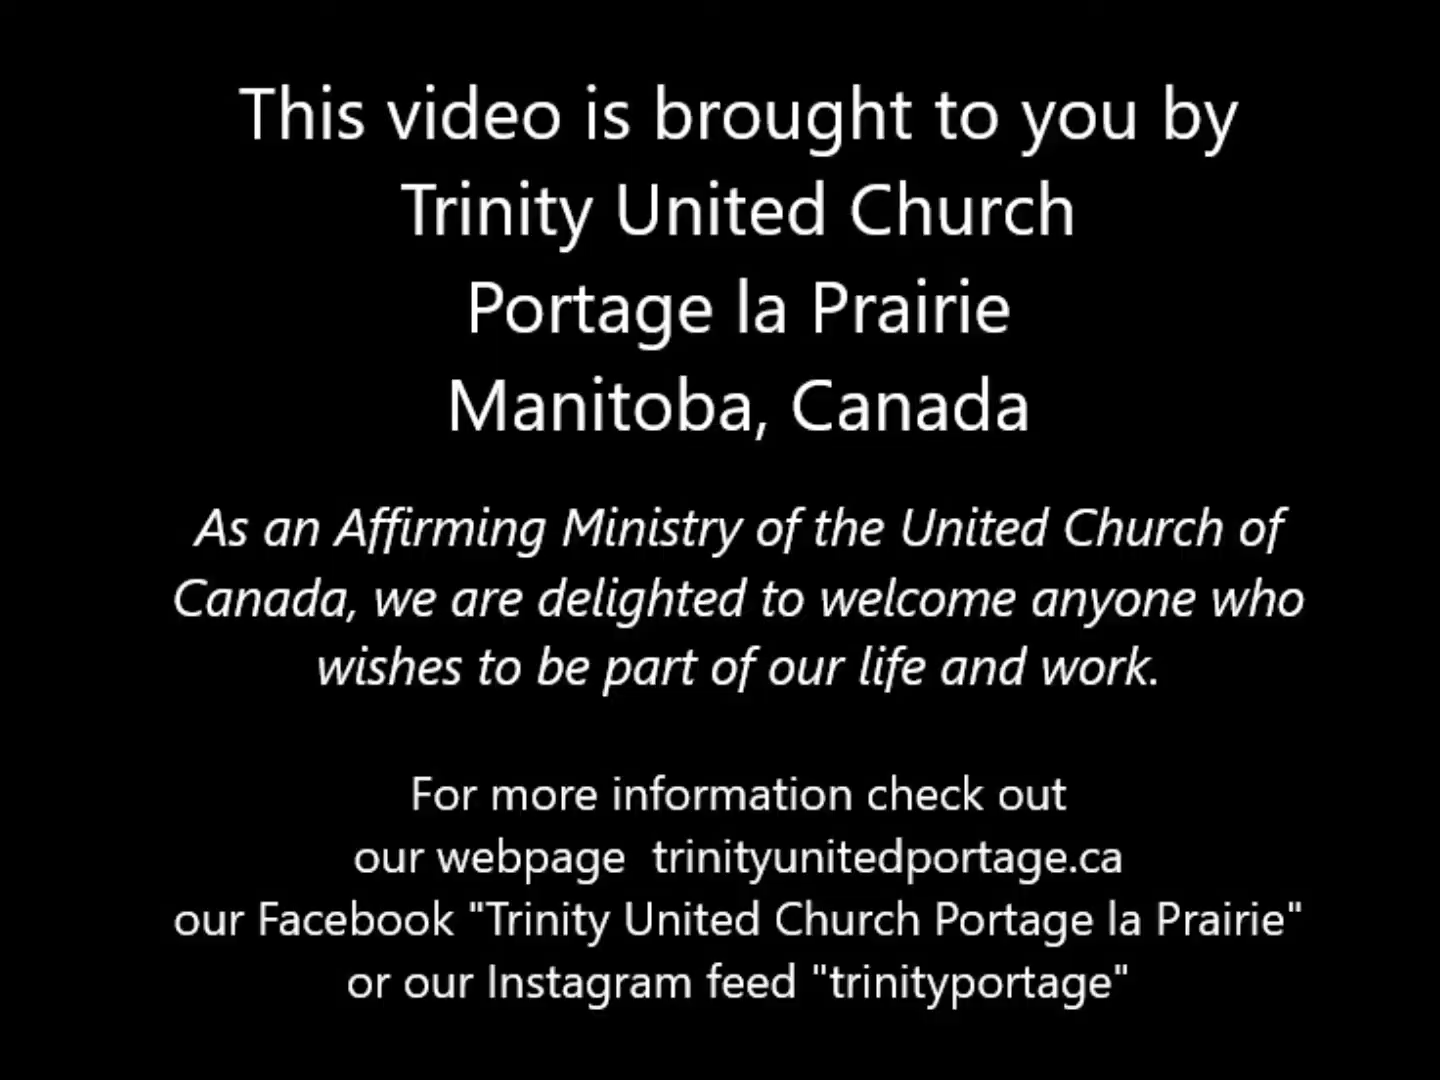 This video is brought to you by
Trinity United Church
Portage la Prairie
Manitoba, Canada
As an Affirming Ministry of the United Church of
Canada, we are delighted to welcome anyone who
wishes to be part of our life and work.
For more information check out
our webpage  trinityunitedportage.ca
our Facebook "Trinity United Church Portage la Prairie"
or our Instagram feed "trinityportage"